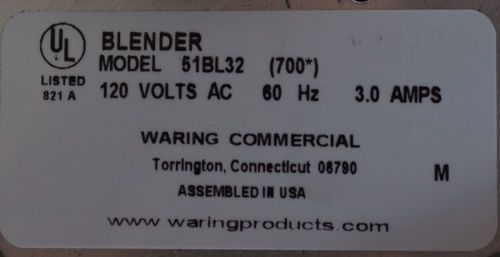 UL
BLENDER
MODEL 51BL32 (700*)
LISTED
821 A
120 VOLTS AC 60 Hz 3.0 AMPS
WARING COMMERCIAL
Torrington, Connecticut 06790
M
ASSEMBLED IN USA
www.waringproducts.com